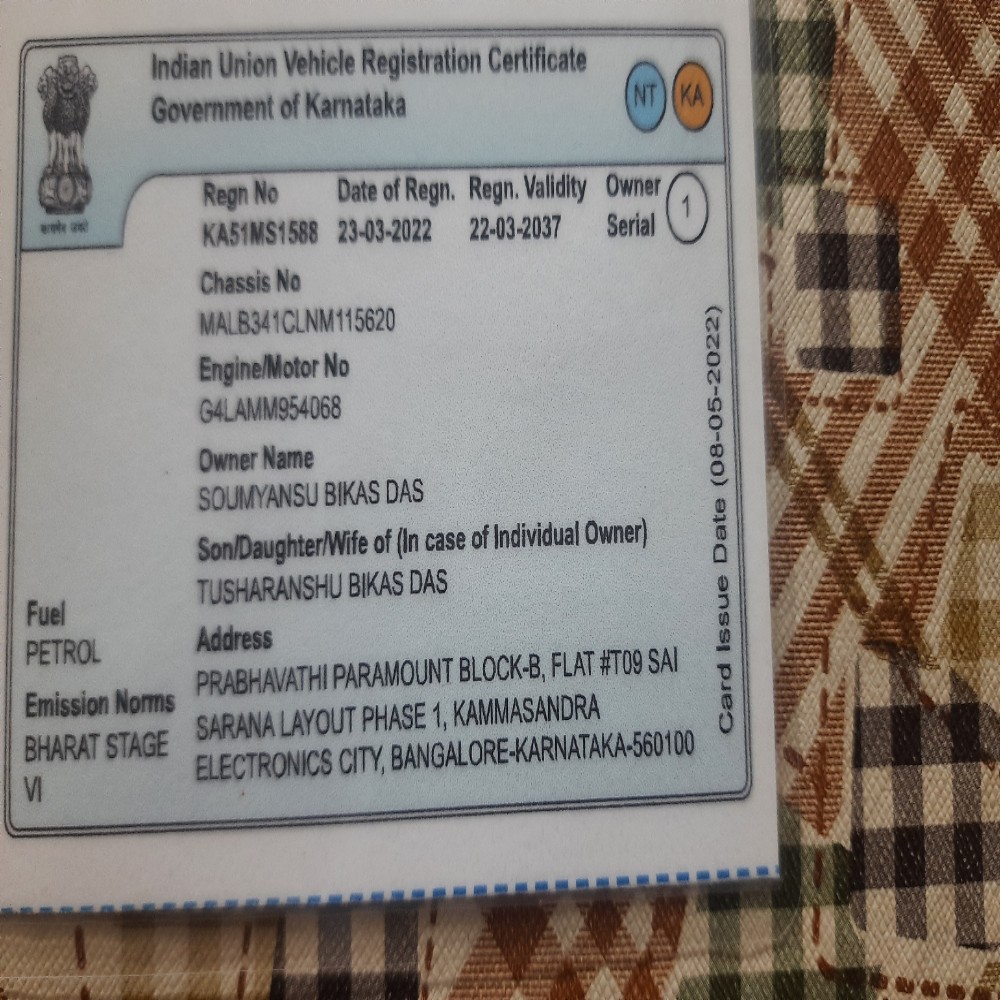 Indian Union Vehicle Registration Certificate
Government of Karnataka
NT KA
सत्यमेव जयते
Regn No Date of Regn. Regn. Validity Owner Serial 1
KA51MS1588 23-03-2022 22-03-2037
Chassis No
MALB341CLNM115620
Engine/Motor No
G4LAMM954068
Owner Name
SOUMYANSU BIKAS DAS
Son/Daughter/Wife of (In case of Individual Owner)
TUSHARANSHU BIKAS DAS
Address
PRABHAVATHI PARAMOUNT BLOCK-B, FLAT #T09 SAI
SARANA LAYOUT PHASE 1, KAMMASANDRA
ELECTRONICS CITY, BANGALORE-KARNATAKA-560100
Fuel
PETROL
Emission Norms
BHARAT STAGE
VI
Card Issue Date (08-05-2022)